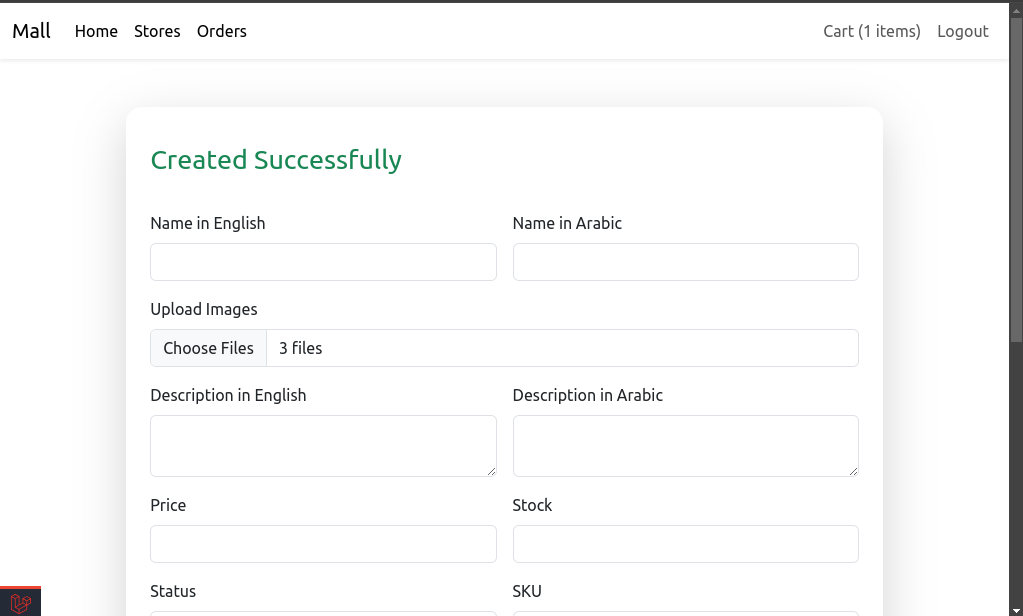 Mall Home Stores Orders Cart (1 items) Logout
Created Successfully
Name in English Name in Arabic
Upload Images
Choose Files 3 files
Description in English Description in Arabic
Price Stock
Status SKU